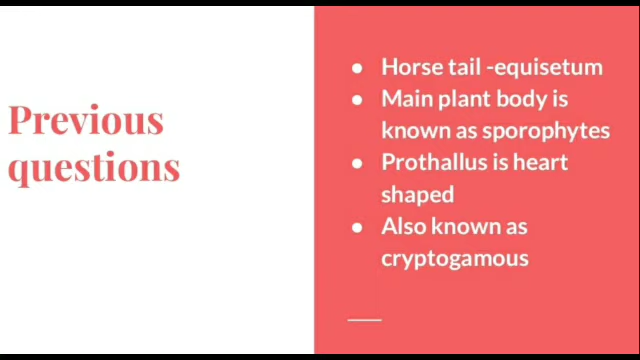 Previous
questions
● Horse tail -equisetum
● Main plant body is
known as sporophytes
● Prothallus is heart
shaped
● Also known as
cryptogamous